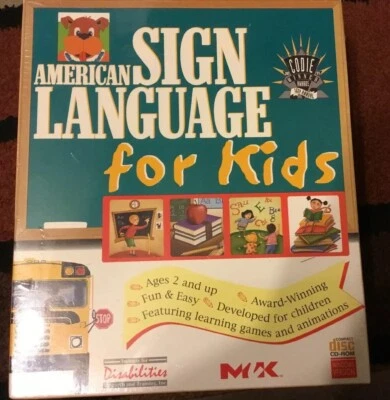 AMERICAN SIGN
LANGUAGE
for Kids
CODIE
Ages 2 and up
Award-Winning
Fun & Easy
Developed for children
Featuring learning games and animations
STOP
Disabilities
disc
CD-ROM